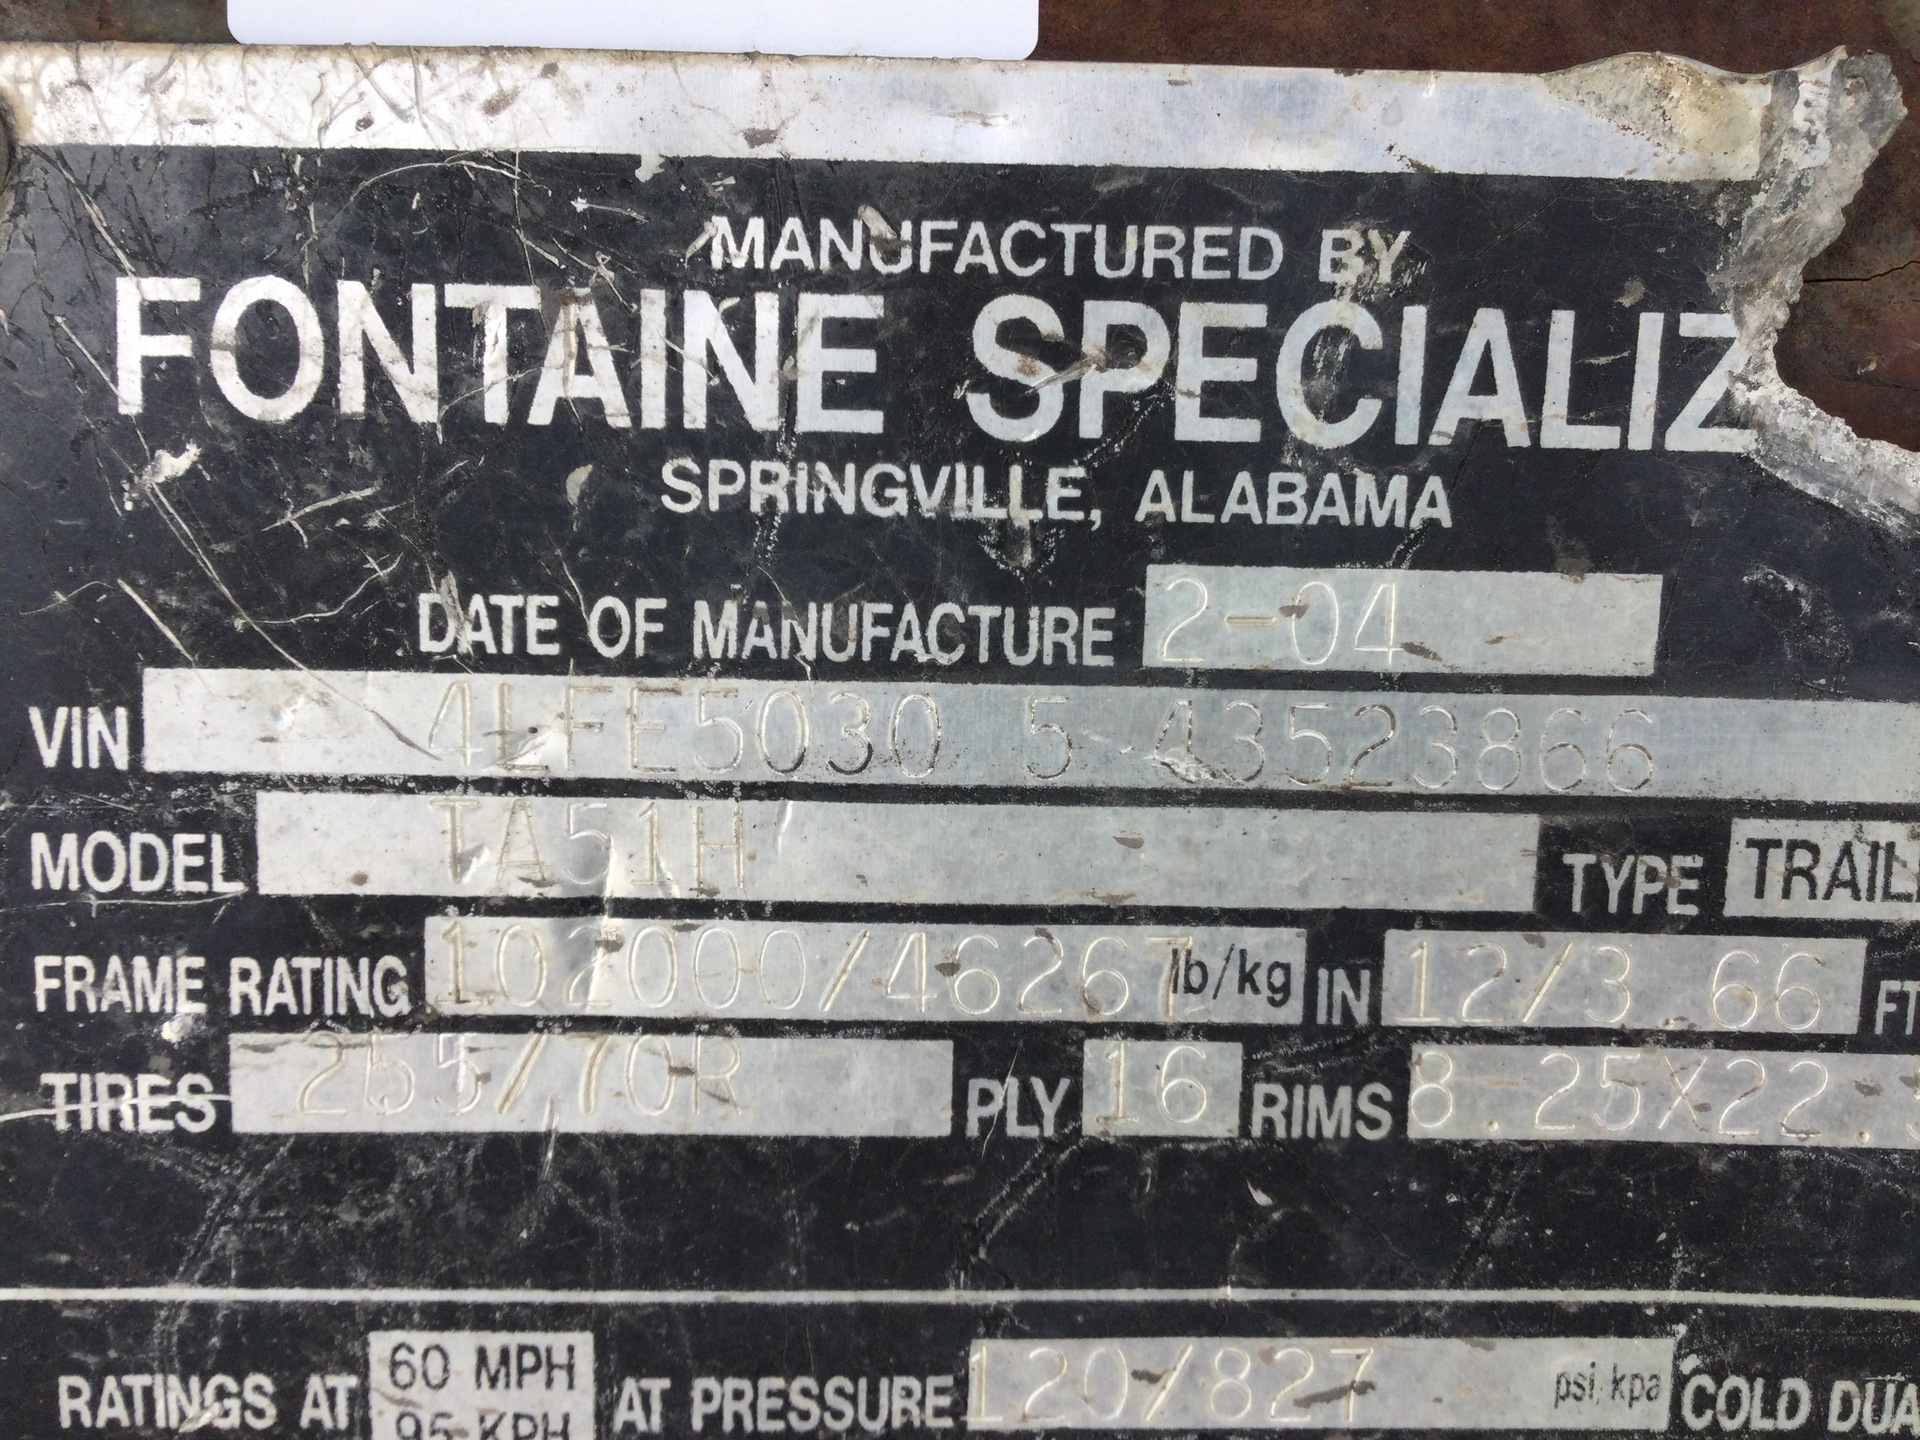 MANUFACTURED BY
FONTAINE SPECIALIZ
SPRINGVILLE, ALABAMA
DATE OF MANUFACTURE 2-04
VIN 4LFE5030 5 43523866
MODEL TA51H TYPE TRAIL
FRAME RATING 102000/46267 lb/kg IN 12/3.66 FT
TIRES 265/70R PLY 16 RIMS 8.25X22.5
RATINGS AT 60 MPH AT PRESSURE 120/827 psi/kpa COLD DUA
95 KPH